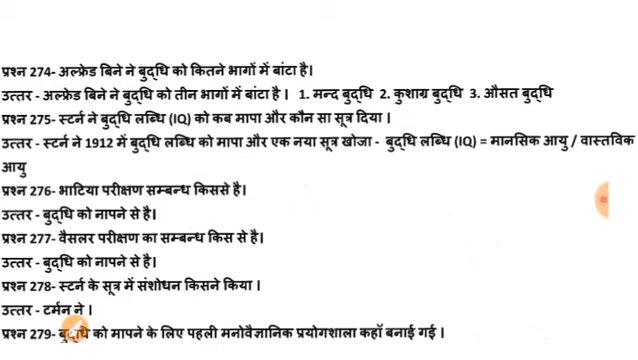 प्रश्न 274- अल्फ्रेड बिने ने बुद्धि को कितने भागों में बांटा है।
उत्तर - अल्फ्रेड बिने ने बुद्धि को तीन भागों में बांटा है । 1. मन्द बुद्धि 2. कुशाग्र बुद्धि 3. औसत बुद्धि
प्रश्न 275- स्टर्न ने बुद्धि लब्धि (IQ) को कब मापा और कौन सा सूत्र दिया ।
उत्तर - स्टर्न ने 1912 में बुद्धि लब्धि को मापा और एक नया सूत्र खोजा - बुद्धि लब्धि (IQ) = मानसिक आयु / वास्तविक
आयु
प्रश्न 276- भाटिया परीक्षण सम्बन्ध किससे है।
उत्तर - बुद्धि को नापने से है।
प्रश्न 277- वैसलर परीक्षण का सम्बन्ध किस से है।
उत्तर - बुद्धि को नापने से है।
प्रश्न 278- स्टर्न के सूत्र में संशोधन किसने किया ।
उत्तर - टर्मन ने ।
प्रश्न 279- बुद्धि को मापने के लिए पहली मनोवैज्ञानिक प्रयोगशाला कहाँ बनाई गई ।